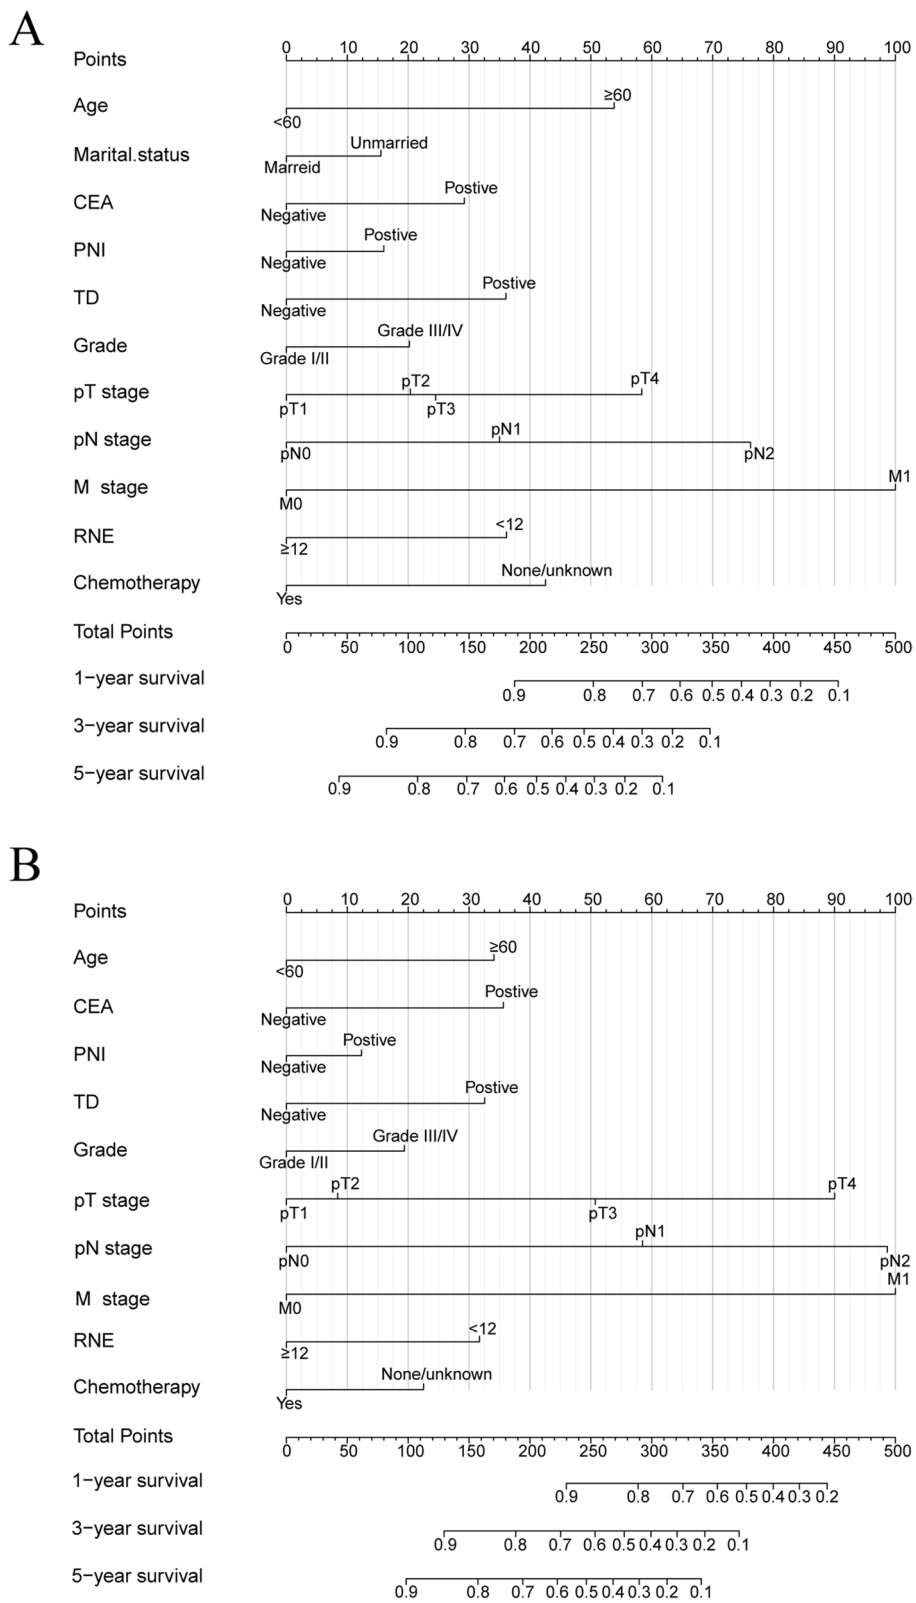 A
Points 0 10 20 30 40 50 60 70 80 90 100
Age <60 ≥60
Marital.status Marreid Unmarried
CEA Negative Postive
PNI Negative Postive
TD Negative Postive
Grade Grade I/II Grade III/IV
pT stage pT1 pT2 pT3 pT4
pN stage pN0 pN1 pN2
M stage M0 M1
RNE ≥12 <12
Chemotherapy Yes None/unknown
Total Points 0 50 100 150 200 250 300 350 400 450 500
1−year survival 0.9 0.8 0.7 0.6 0.5 0.4 0.3 0.2 0.1
3−year survival 0.9 0.8 0.7 0.6 0.5 0.4 0.3 0.2 0.1
5−year survival 0.9 0.8 0.7 0.6 0.5 0.4 0.3 0.2 0.1
B
Points 0 10 20 30 40 50 60 70 80 90 100
Age <60 ≥60
CEA Negative Postive
PNI Negative Postive
TD Negative Postive
Grade Grade I/II Grade III/IV
pT stage pT1 pT2 pT3 pT4
pN stage pN0 pN1 pN2
M stage M0 M1
RNE ≥12 <12
Chemotherapy Yes None/unknown
Total Points 0 50 100 150 200 250 300 350 400 450 500
1−year survival 0.9 0.8 0.7 0.6 0.5 0.4 0.3 0.2
3−year survival 0.9 0.8 0.7 0.6 0.5 0.4 0.3 0.2 0.1
5−year survival 0.9 0.8 0.7 0.6 0.5 0.4 0.3 0.2 0.1